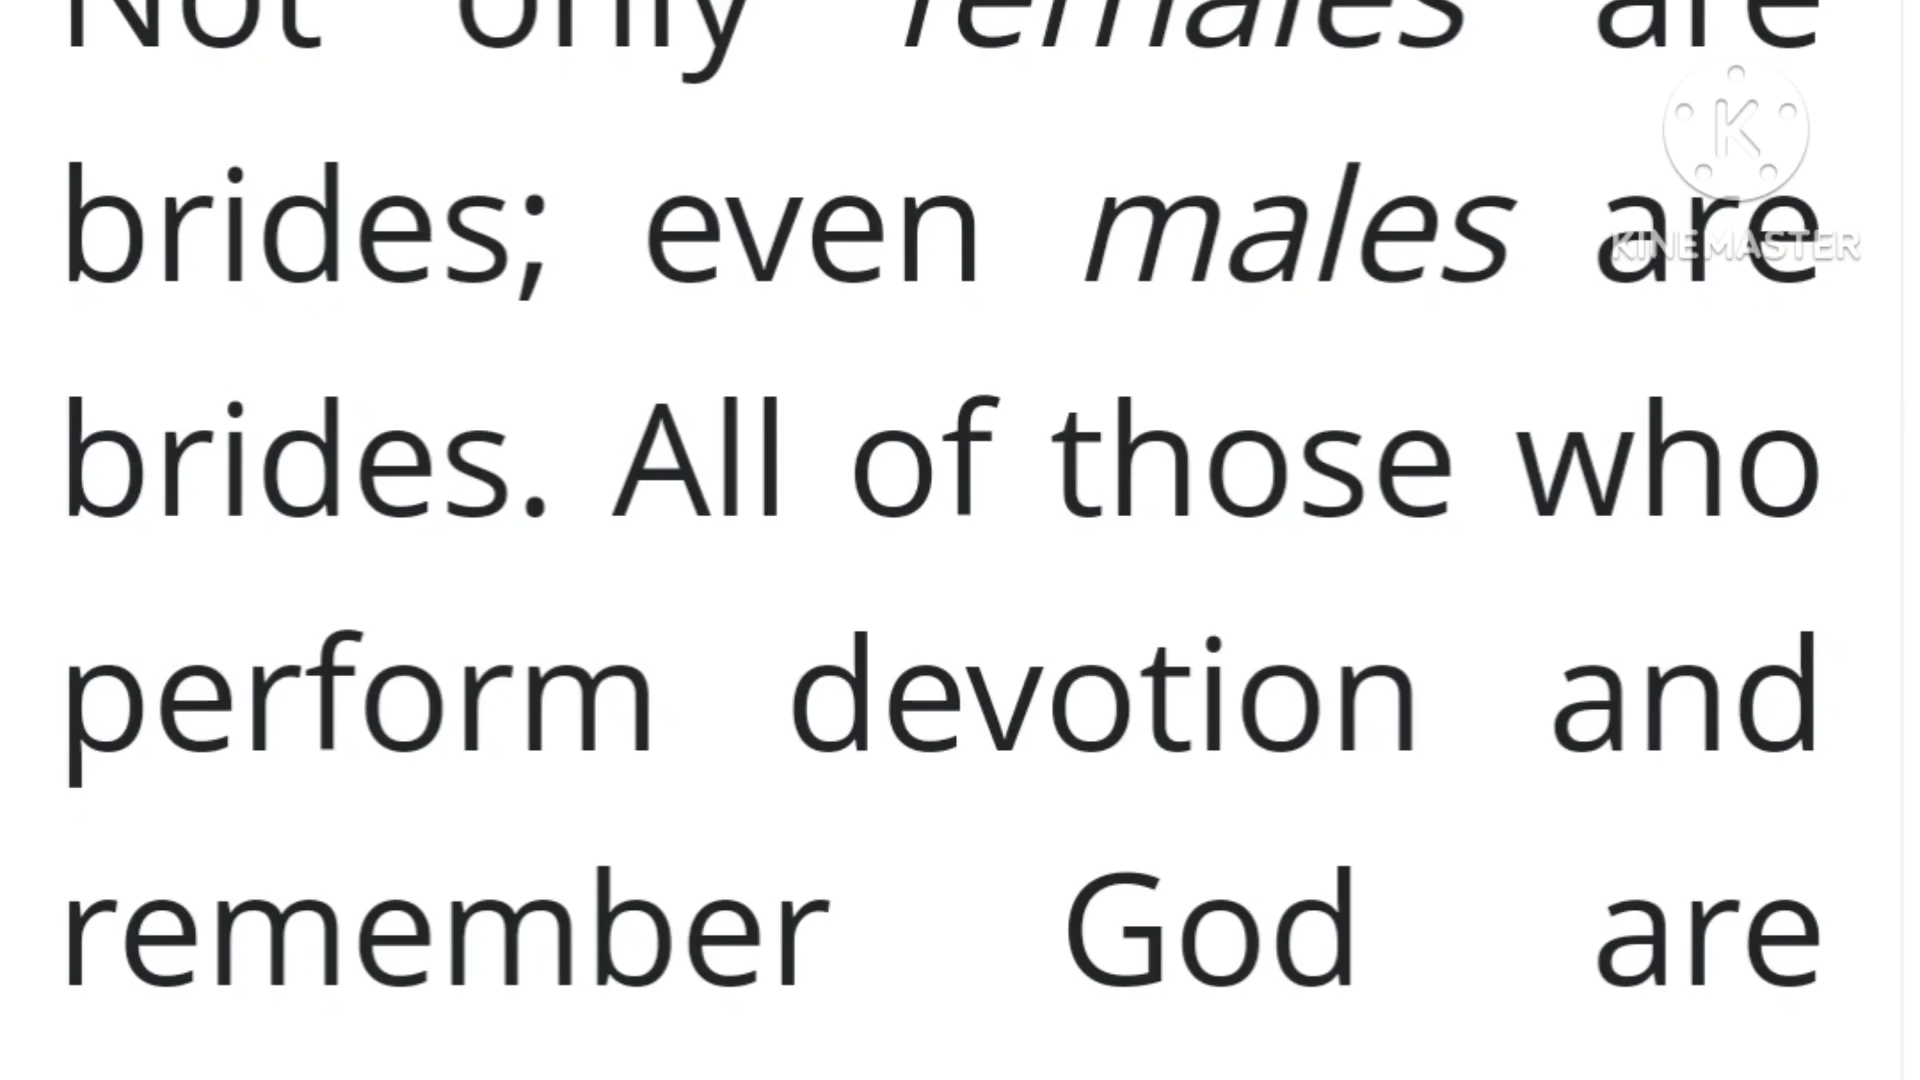 Not only females are
brides; even males are
KINEMASTER
brides. All of those who
perform devotion and
remember God are